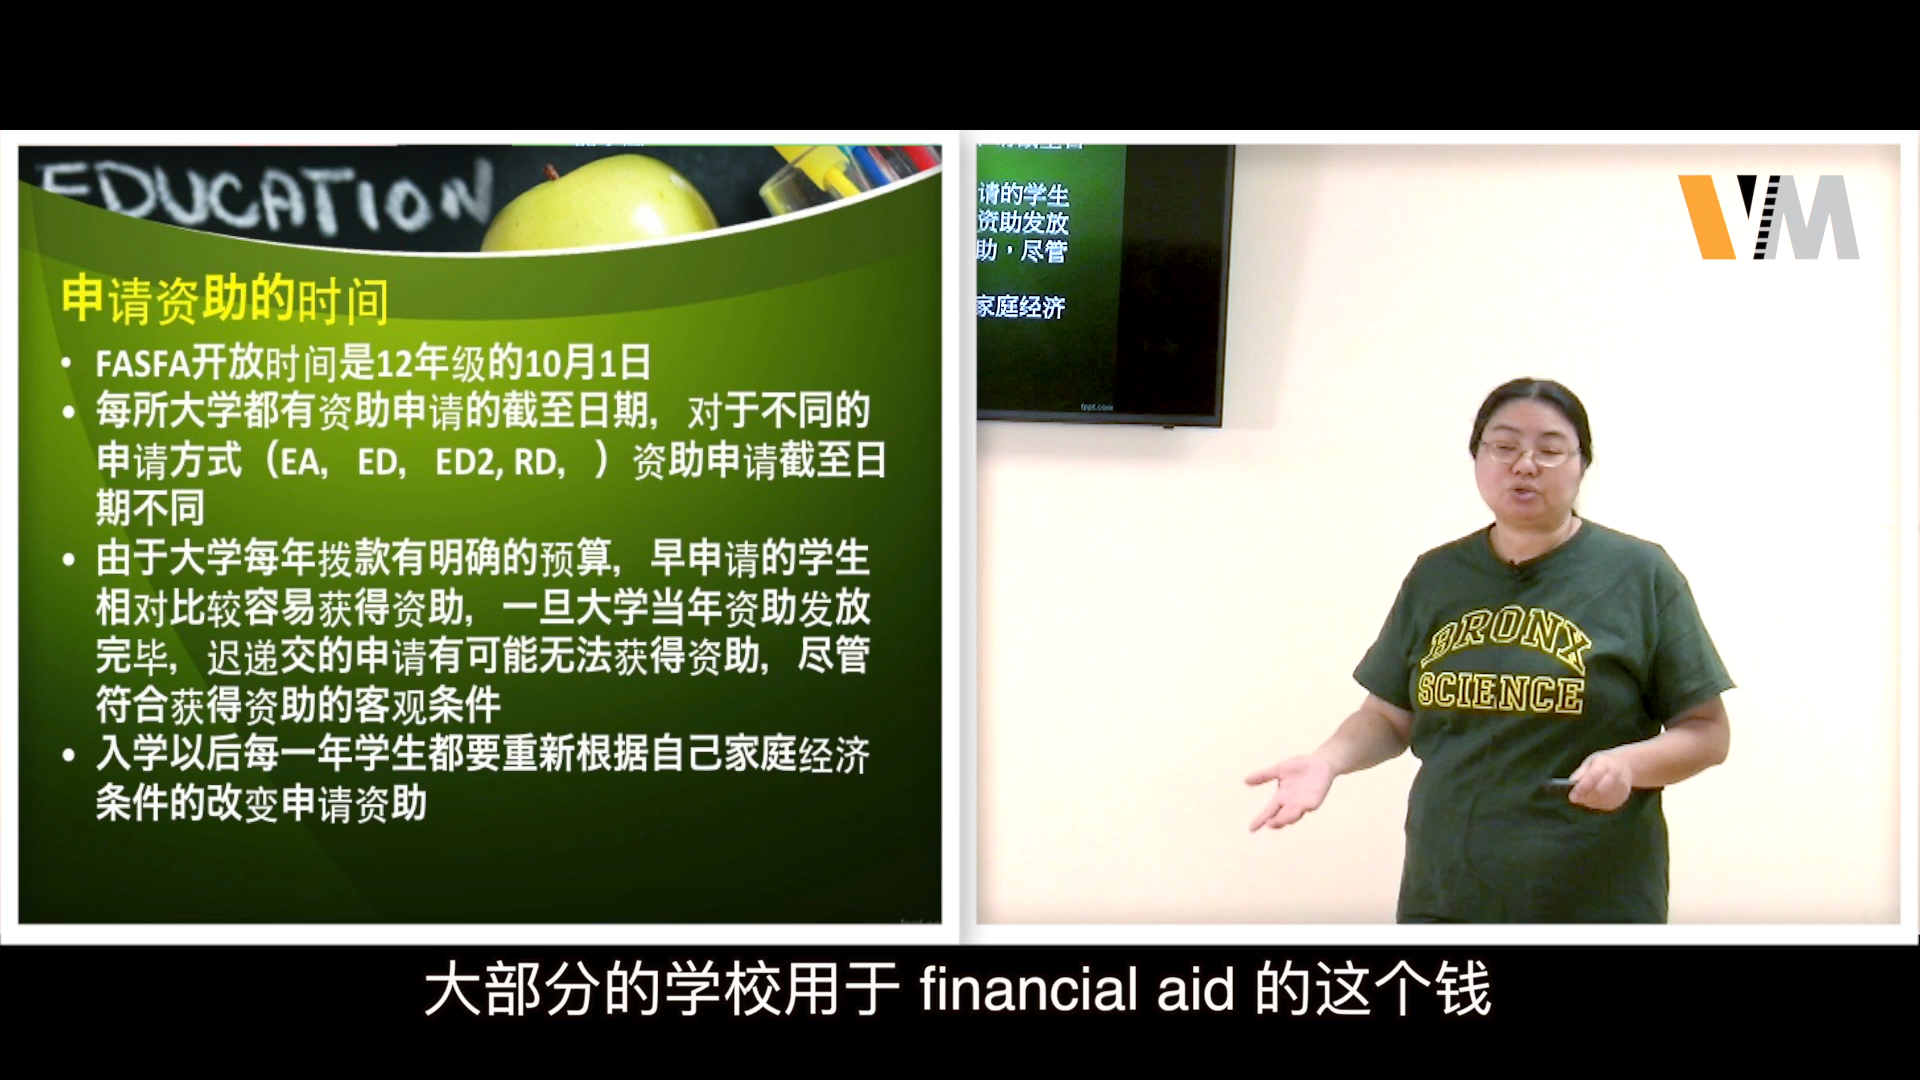 EDUCATION
申请资助的时间
• FASFA开放时间是12年级的10月1日
• 每所大学都有资助申请的截至日期，对于不同的
申请方式（EA，ED，ED2, RD，）资助申请截至日
期不同
• 由于大学每年拨款有明确的预算，早申请的学生
相对比较容易获得资助，一旦大学当年资助发放
完毕，迟递交的申请有可能无法获得资助，尽管
符合获得资助的客观条件
• 入学以后每一年学生都要重新根据自己家庭经济
条件的改变申请资助
请的学生
资助发放
助，尽管
家庭经济
fppt.com
VM
BRONX
SCIENCE
大部分的学校用于 financial aid 的这个钱